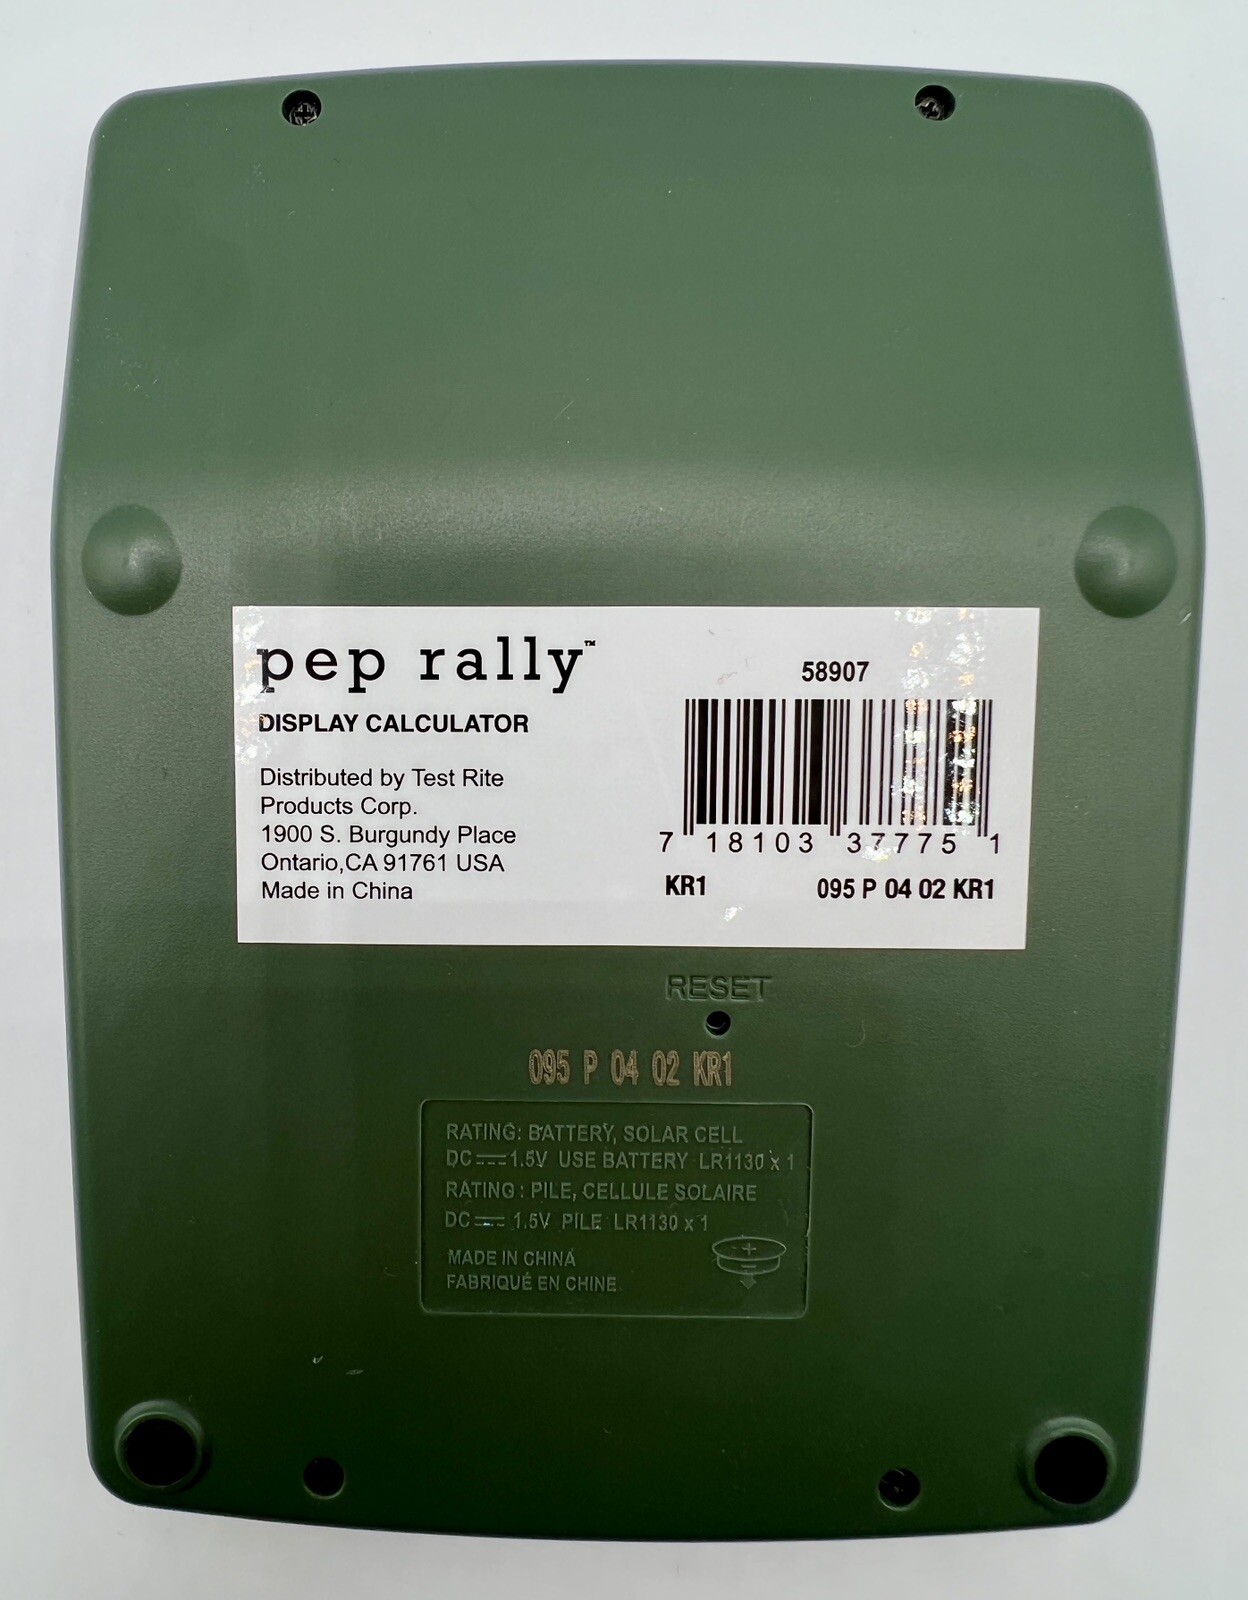 pep rally™
DISPLAY CALCULATOR
Distributed by Test Rite
Products Corp.
1900 S. Burgundy Place
Ontario,CA 91761 USA
Made in China
58907
7 18103 37775 1
KR1 095 P 04 02 KR1
RESET
095 P 04 02 KR1
RATING: BATTERY, SOLAR CELL
DC ⎓ 1.5V USE BATTERY LR1130 x 1
RATING : PILE, CELLULE SOLAIRE
DC ⎓ 1.5V PILE LR1130 x 1
MADE IN CHINA
FABRIQUÉ EN CHINE
+
−